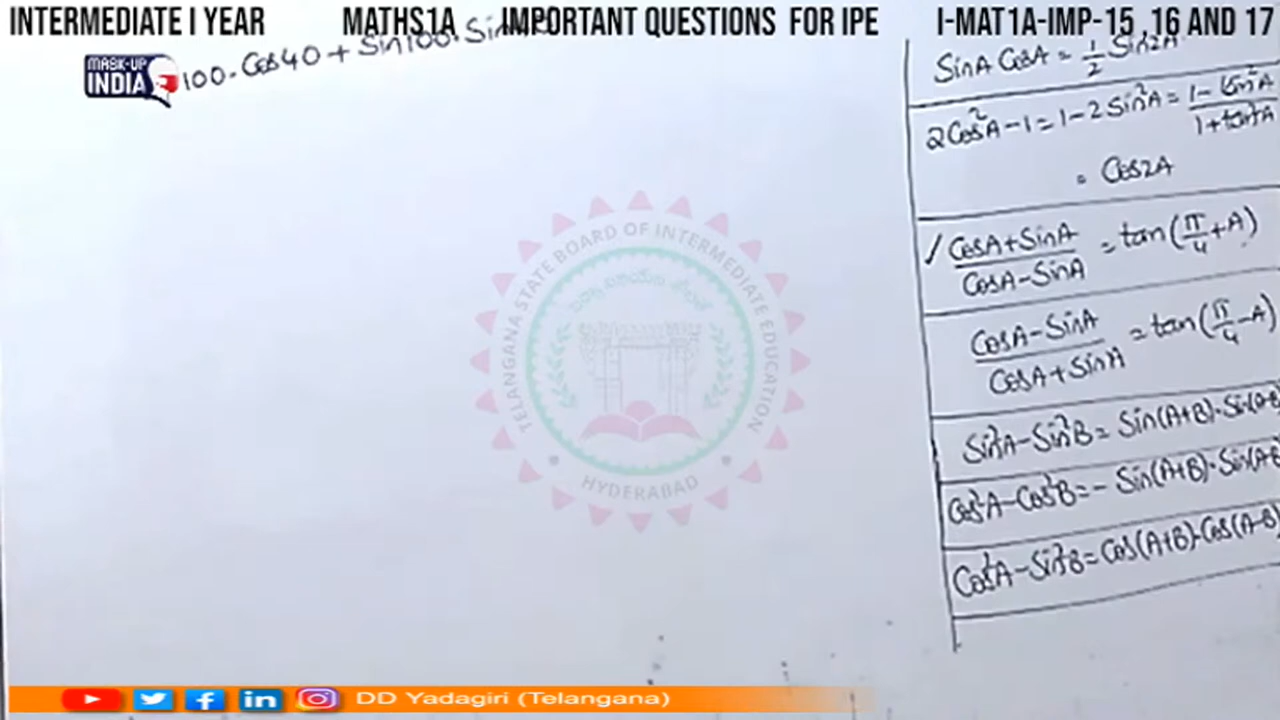 INTERMEDIATE I YEAR MATHS1A IMPORTANT QUESTIONS FOR IPE I-MAT1A-IMP-15 ,16 AND 17
MASK-UP
INDIA
100. Cos40 + Sin100. Sin
SinA CosA = 1/2 Sin2A
2Cos²A-1 = 1-2Sin²A = 1-tan²A / 1+tan²A
= Cos2A
CosA+SinA / CosA-SinA = tan(π/4+A)
CosA-SinA / CosA+SinA = tan(π/4-A)
Sin²A-Sin²B = Sin(A+B).Sin(A-B
Cos²A-Cos²B = - Sin(A+B).Sin(A-B
Cos²A-Sin²B = Cos(A+B).Cos(A-B)
TELANGANA STATE BOARD OF INTERMEDIATE EDUCATION
HYDERABAD
in DD Yadagiri (Telangana)